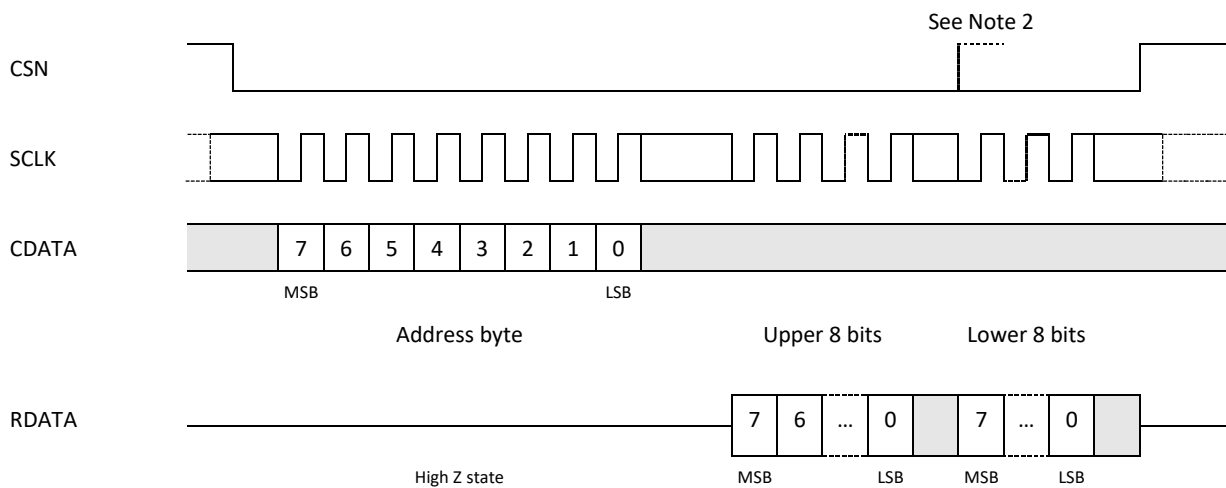 See Note 2
CSN
SCLK
CDATA 7 6 5 4 3 2 1 0
MSB LSB
Address byte Upper 8 bits Lower 8 bits
RDATA 7 6 ... 0 7 ... 0
High Z state MSB LSB MSB LSB